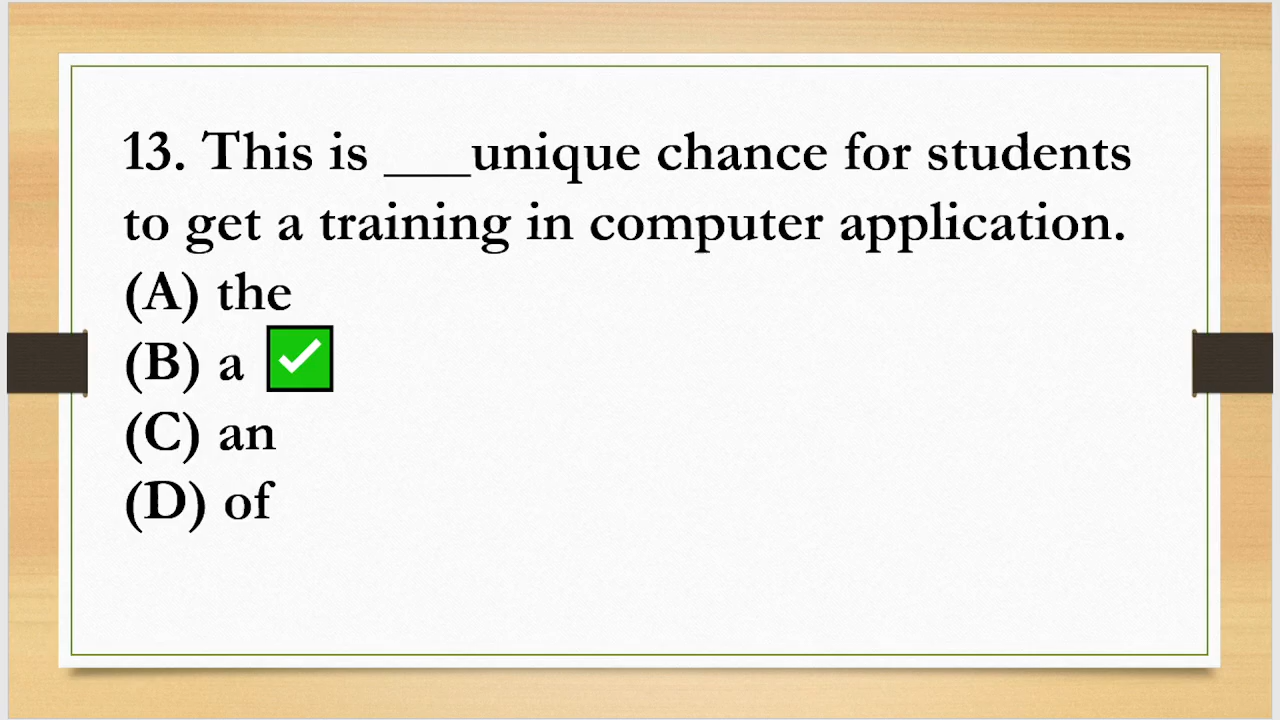 13. This is ___unique chance for students
to get a training in computer application.
(A) the
(B) a
(C) an
(D) of